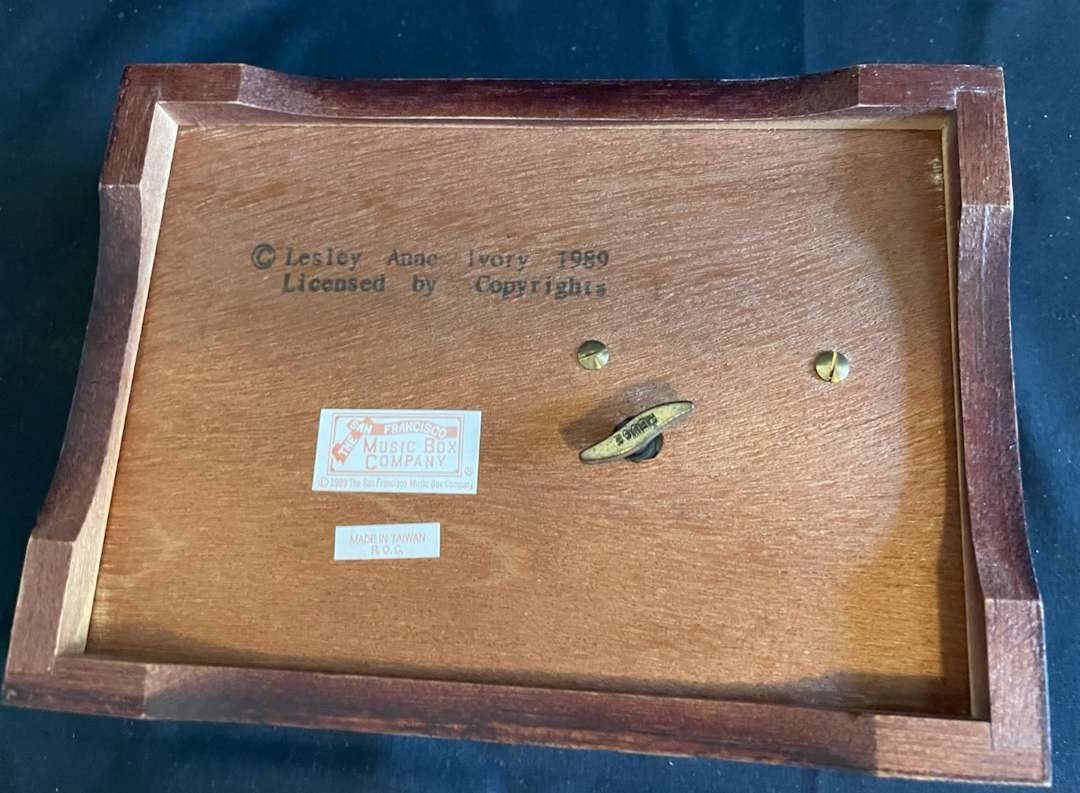 © Lesley Anne Ivory 1989
Licensed by Copyrights
THE SAN FRANCISCO
MUSIC BOX
COMPANY ®
© 1989 The San Francisco Music Box Company
MADE IN TAIWAN
R.O.C.